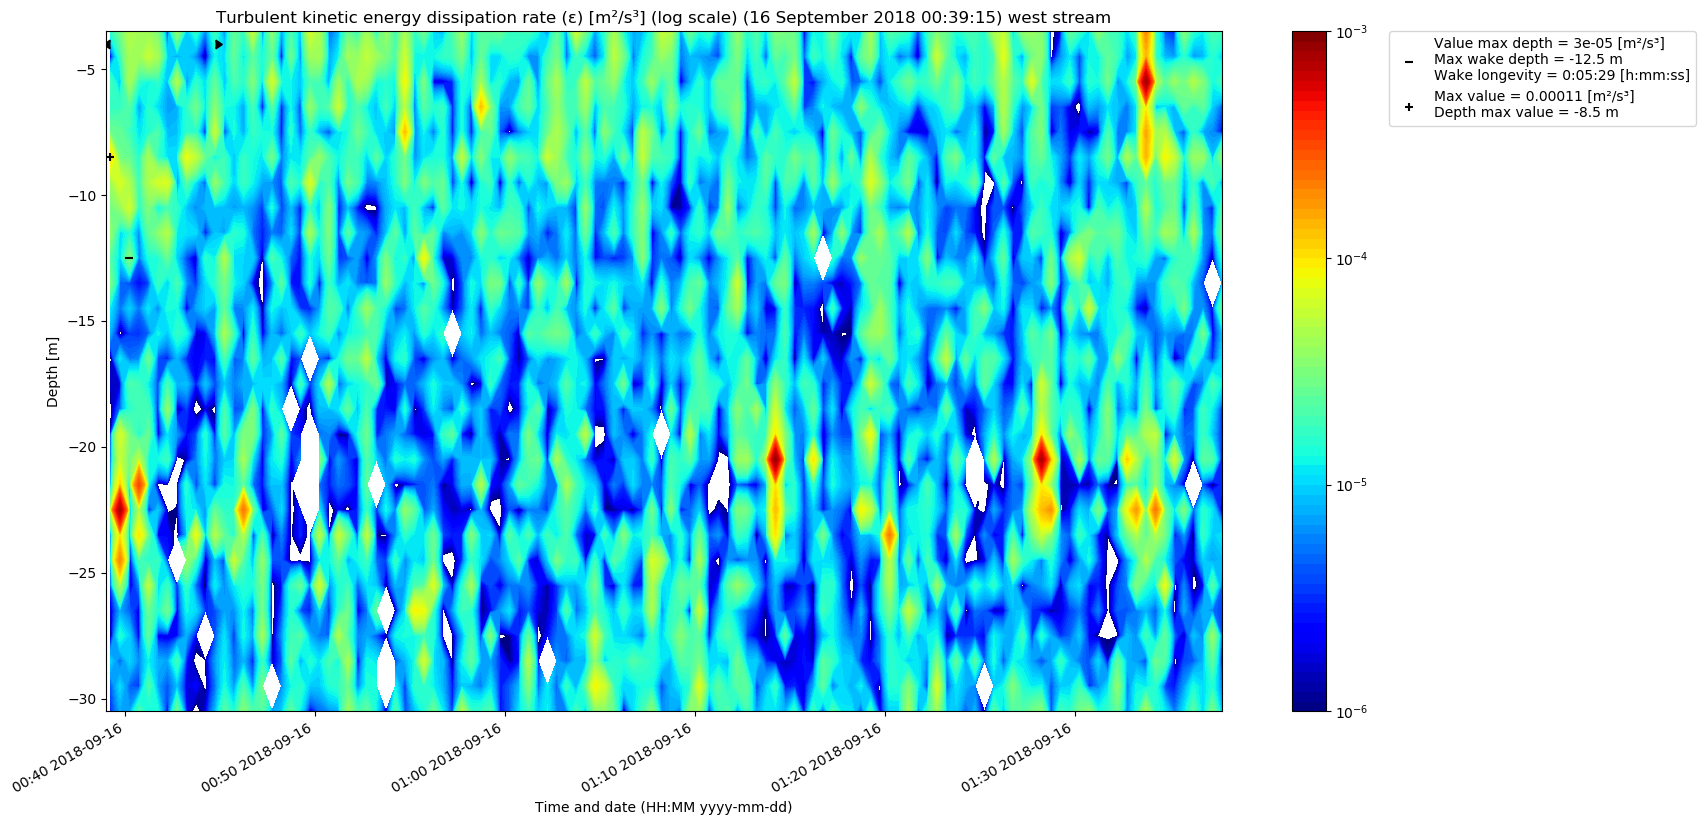 Turbulent kinetic energy dissipation rate (ε) [m²/s³] (log scale) (16 September 2018 00:39:15) west stream
Depth [m]
−5
−10
−15
−20
−25
−30
00:40 2018-09-16
00:50 2018-09-16
01:00 2018-09-16
01:10 2018-09-16
01:20 2018-09-16
01:30 2018-09-16
Time and date (HH:MM yyyy-mm-dd)
10⁻³
10⁻⁴
10⁻⁵
10⁻⁶
Value max depth = 3e-05 [m²/s³]
Max wake depth = -12.5 m
Wake longevity = 0:05:29 [h:mm:ss]
Max value = 0.00011 [m²/s³]
Depth max value = -8.5 m